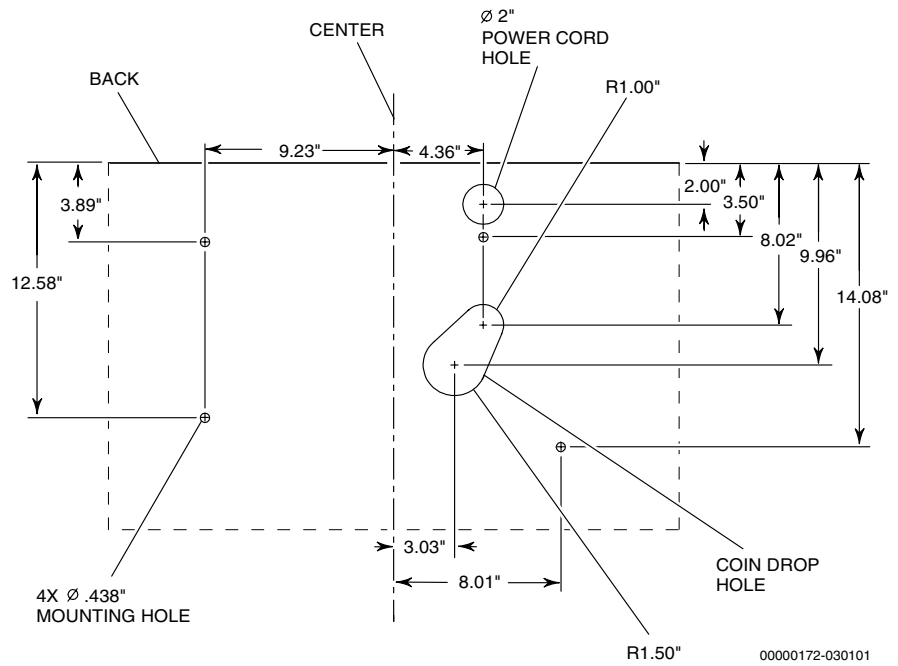 Ø 2"
POWER CORD
HOLE
CENTER
BACK
R1.00"
9.23"
4.36"
2.00"
3.89"
3.50"
8.02"
9.96"
12.58"
14.08"
3.03"
8.01"
COIN DROP
HOLE
4X Ø .438"
MOUNTING HOLE
R1.50"
00000172-030101